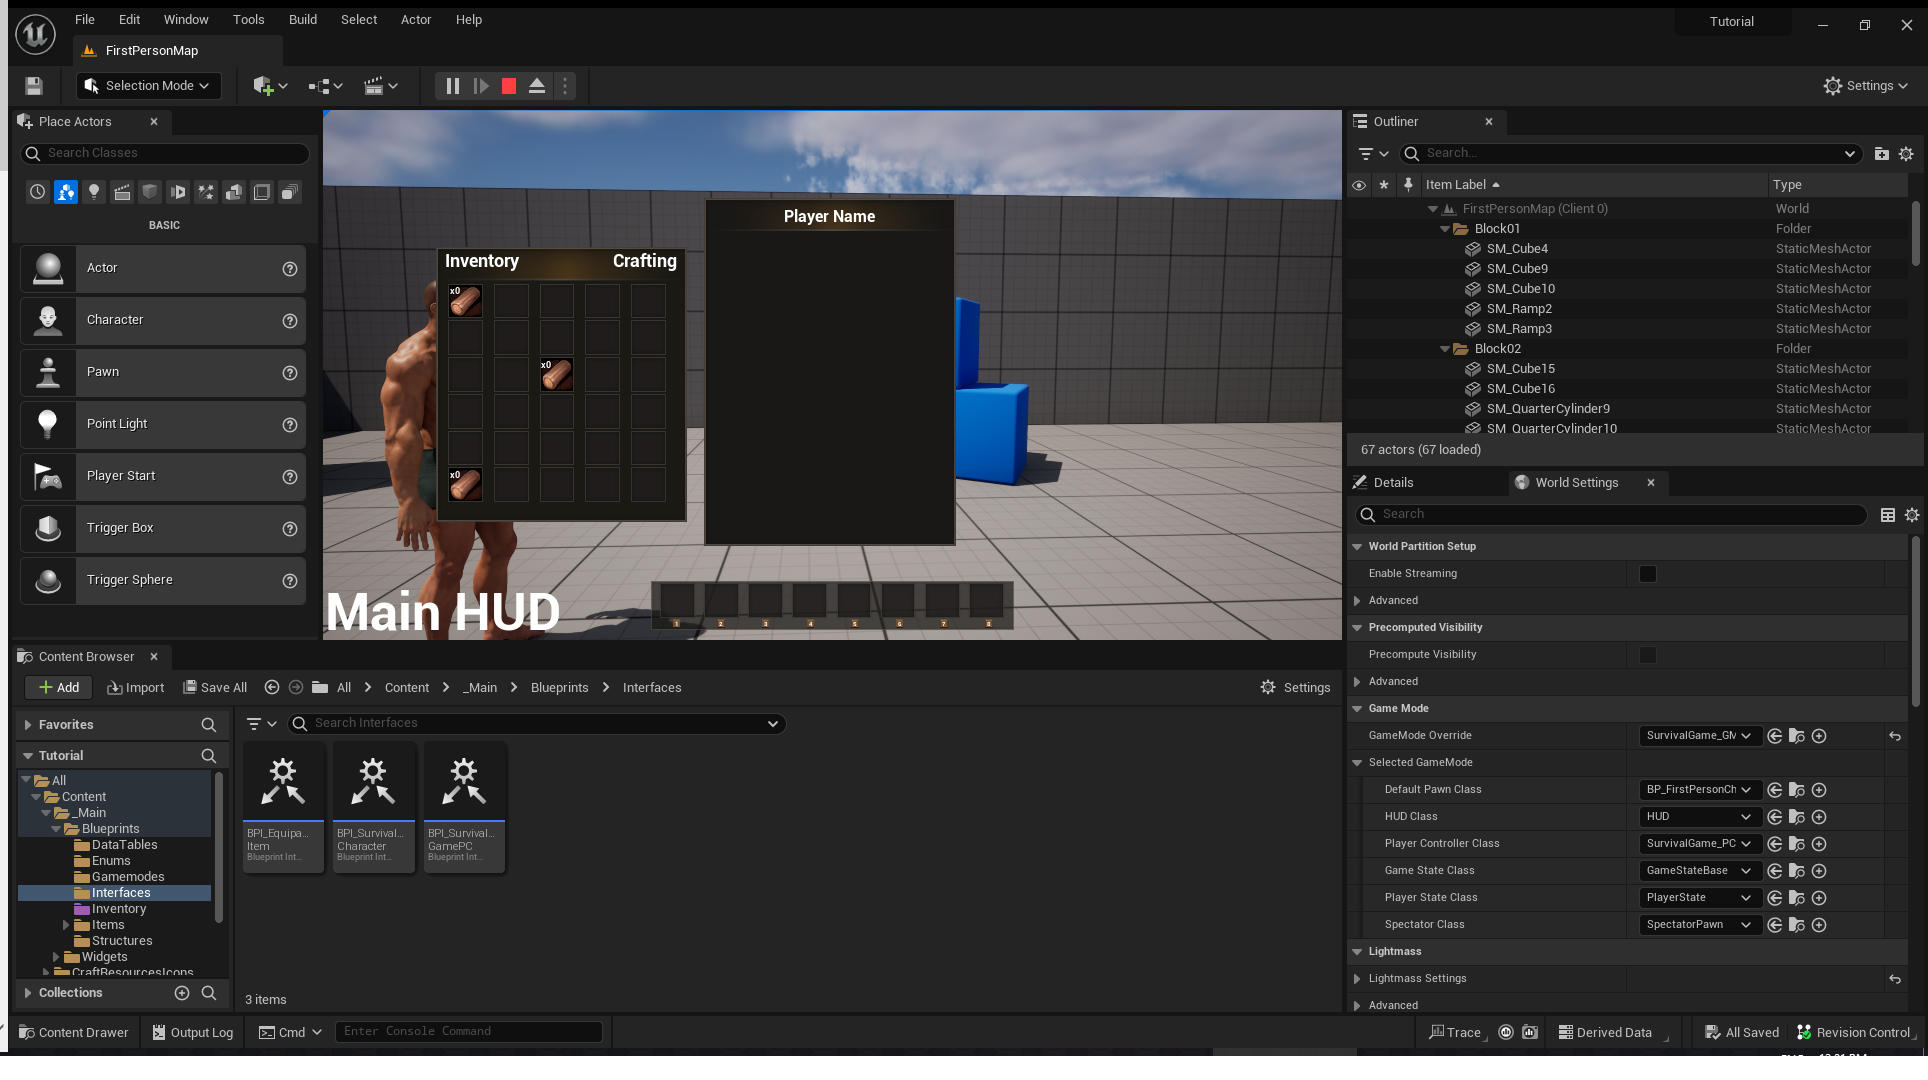 File Edit Window Tools Build Select Actor Help
Tutorial
FirstPersonMap
Selection Mode
Settings
Place Actors
Search Classes
BASIC
Actor
Character
Pawn
Point Light
Player Start
Trigger Box
Trigger Sphere
Player Name
Inventory Crafting
x0
x0
x0
Main HUD
1 2 3 4 5 6 7 8
Outliner
Search...
Item Label Type
FirstPersonMap (Client 0) World
Block01 Folder
SM_Cube4 StaticMeshActor
SM_Cube9 StaticMeshActor
SM_Cube10 StaticMeshActor
SM_Ramp2 StaticMeshActor
SM_Ramp3 StaticMeshActor
Block02 Folder
SM_Cube15 StaticMeshActor
SM_Cube16 StaticMeshActor
SM_QuarterCylinder9 StaticMeshActor
SM_QuarterCylinder10 StaticMeshActor
67 actors (67 loaded)
Details World Settings
Search
World Partition Setup
Enable Streaming
Advanced
Precomputed Visibility
Precompute Visibility
Advanced
Game Mode
GameMode Override SurvivalGame_GM
Selected GameMode
Default Pawn Class BP_FirstPersonCh
HUD Class HUD
Player Controller Class SurvivalGame_PC
Game State Class GameStateBase
Player State Class PlayerState
Spectator Class SpectatorPawn
Lightmass
Lightmass Settings
Advanced
Content Browser
Add Import Save All All Content _Main Blueprints Interfaces Settings
Favorites
Search Interfaces
Tutorial
All
Content
_Main
Blueprints
DataTables
Enums
Gamemodes
Interfaces
Inventory
Items
Structures
Widgets
CraftResourcesIcons
Collections
BPI_Equipa...
Item
Blueprint Int...
BPI_Survival...
Character
Blueprint Int...
BPI_Survival...
GamePC
Blueprint Int...
3 items
Content Drawer Output Log Cmd Enter Console Command Trace Derived Data All Saved Revision Control